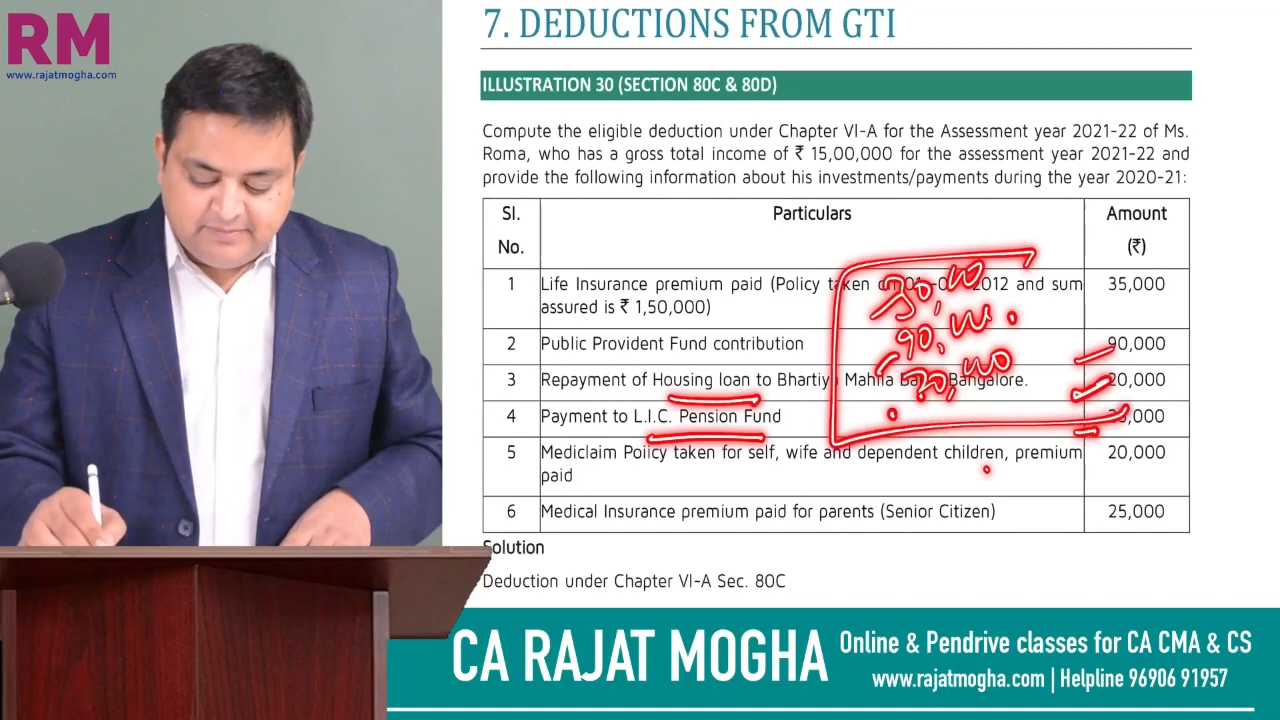 RM
www.rajatmogha.com
7. DEDUCTIONS FROM GTI
ILLUSTRATION 30 (SECTION 80C & 80D)
Compute the eligible deduction under Chapter VI-A for the Assessment year 2021-22 of Ms.
Roma, who has a gross total income of ₹ 15,00,000 for the assessment year 2021-22 and
provide the following information about his investments/payments during the year 2020-21:
Sl. No. Particulars Amount (₹)
1 Life Insurance premium paid (Policy taken on 2012 and sum 35,000
assured is ₹ 1,50,000)
2 Public Provident Fund contribution 90,000
3 Repayment of Housing loan to Bhartiya Mahila Bangalore. 20,000
4 Payment to L.I.C. Pension Fund
5 Mediclaim Policy taken for self, wife and dependent children, premium 20,000
paid
6 Medical Insurance premium paid for parents (Senior Citizen) 25,000
Solution
Deduction under Chapter VI-A Sec. 80C
CA RAJAT MOGHA
Online & Pendrive classes for CA CMA & CS
www.rajatmogha.com | Helpline 96906 91957